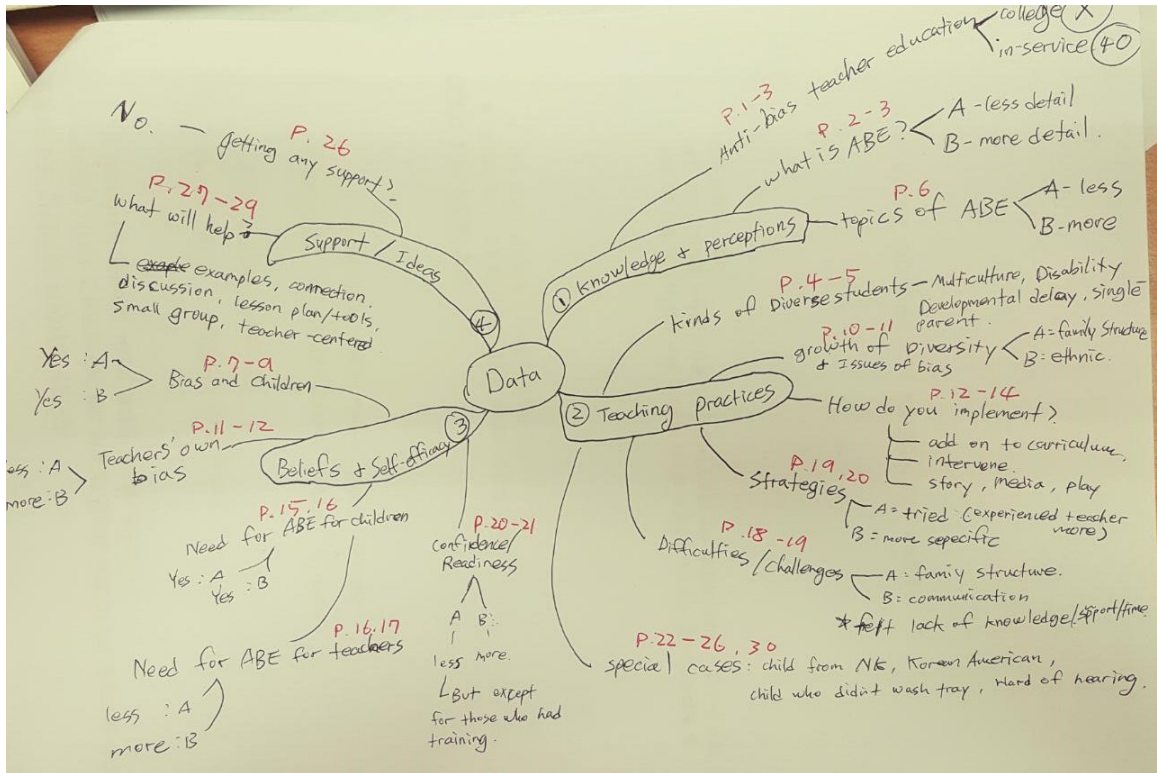 Data
① Knowledge & perceptions
P. 1-3
Anti-bias teacher education
college X
in-service 40
P. 2-3
what is ABE?
A - less detail
B - more detail.
P. 6
topics of ABE
A - less
B - more
② Teaching practices
P. 4-5
kinds of Diverse students - Multiculture, Disability
Developmental delay, single
parent.
P. 10-11
growth of Diversity
& Issues of bias
A = family structure
B : ethnic.
P. 12-14
How do you implement?
add on to curriculum,
intervene.
story, media, play
P. 19, 20
Strategies
A = tried (experienced teacher
more)
B = more sepecific
P. 18-19
Difficulties/challenges
A = family structure.
B = communication
* felt lack of knowledge/spport/time
P. 22-26, 30
special cases: child from NK, Korean American,
child who didn't wash tray, Hard of hearing.
③
Beliefs & Self-efficacy
P. 7-9
Bias and Children
Yes : A
Yes : B
P. 11-12
Teachers' own
bias
less : A
more : B
P. 15, 16
Need for ABE for children
Yes : A
Yes : B
P. 16, 17
Need for ABE for teachers
less : A
more : B
P. 20-21
Confidence/
Readiness
A B
less more.
But except
for those who had
training.
④
Support / Ideas
P. 26
getting any support?
No.
P. 27-29
what will help?
examples, connection,
discussion, lesson plan/tools,
small group, teacher-centered